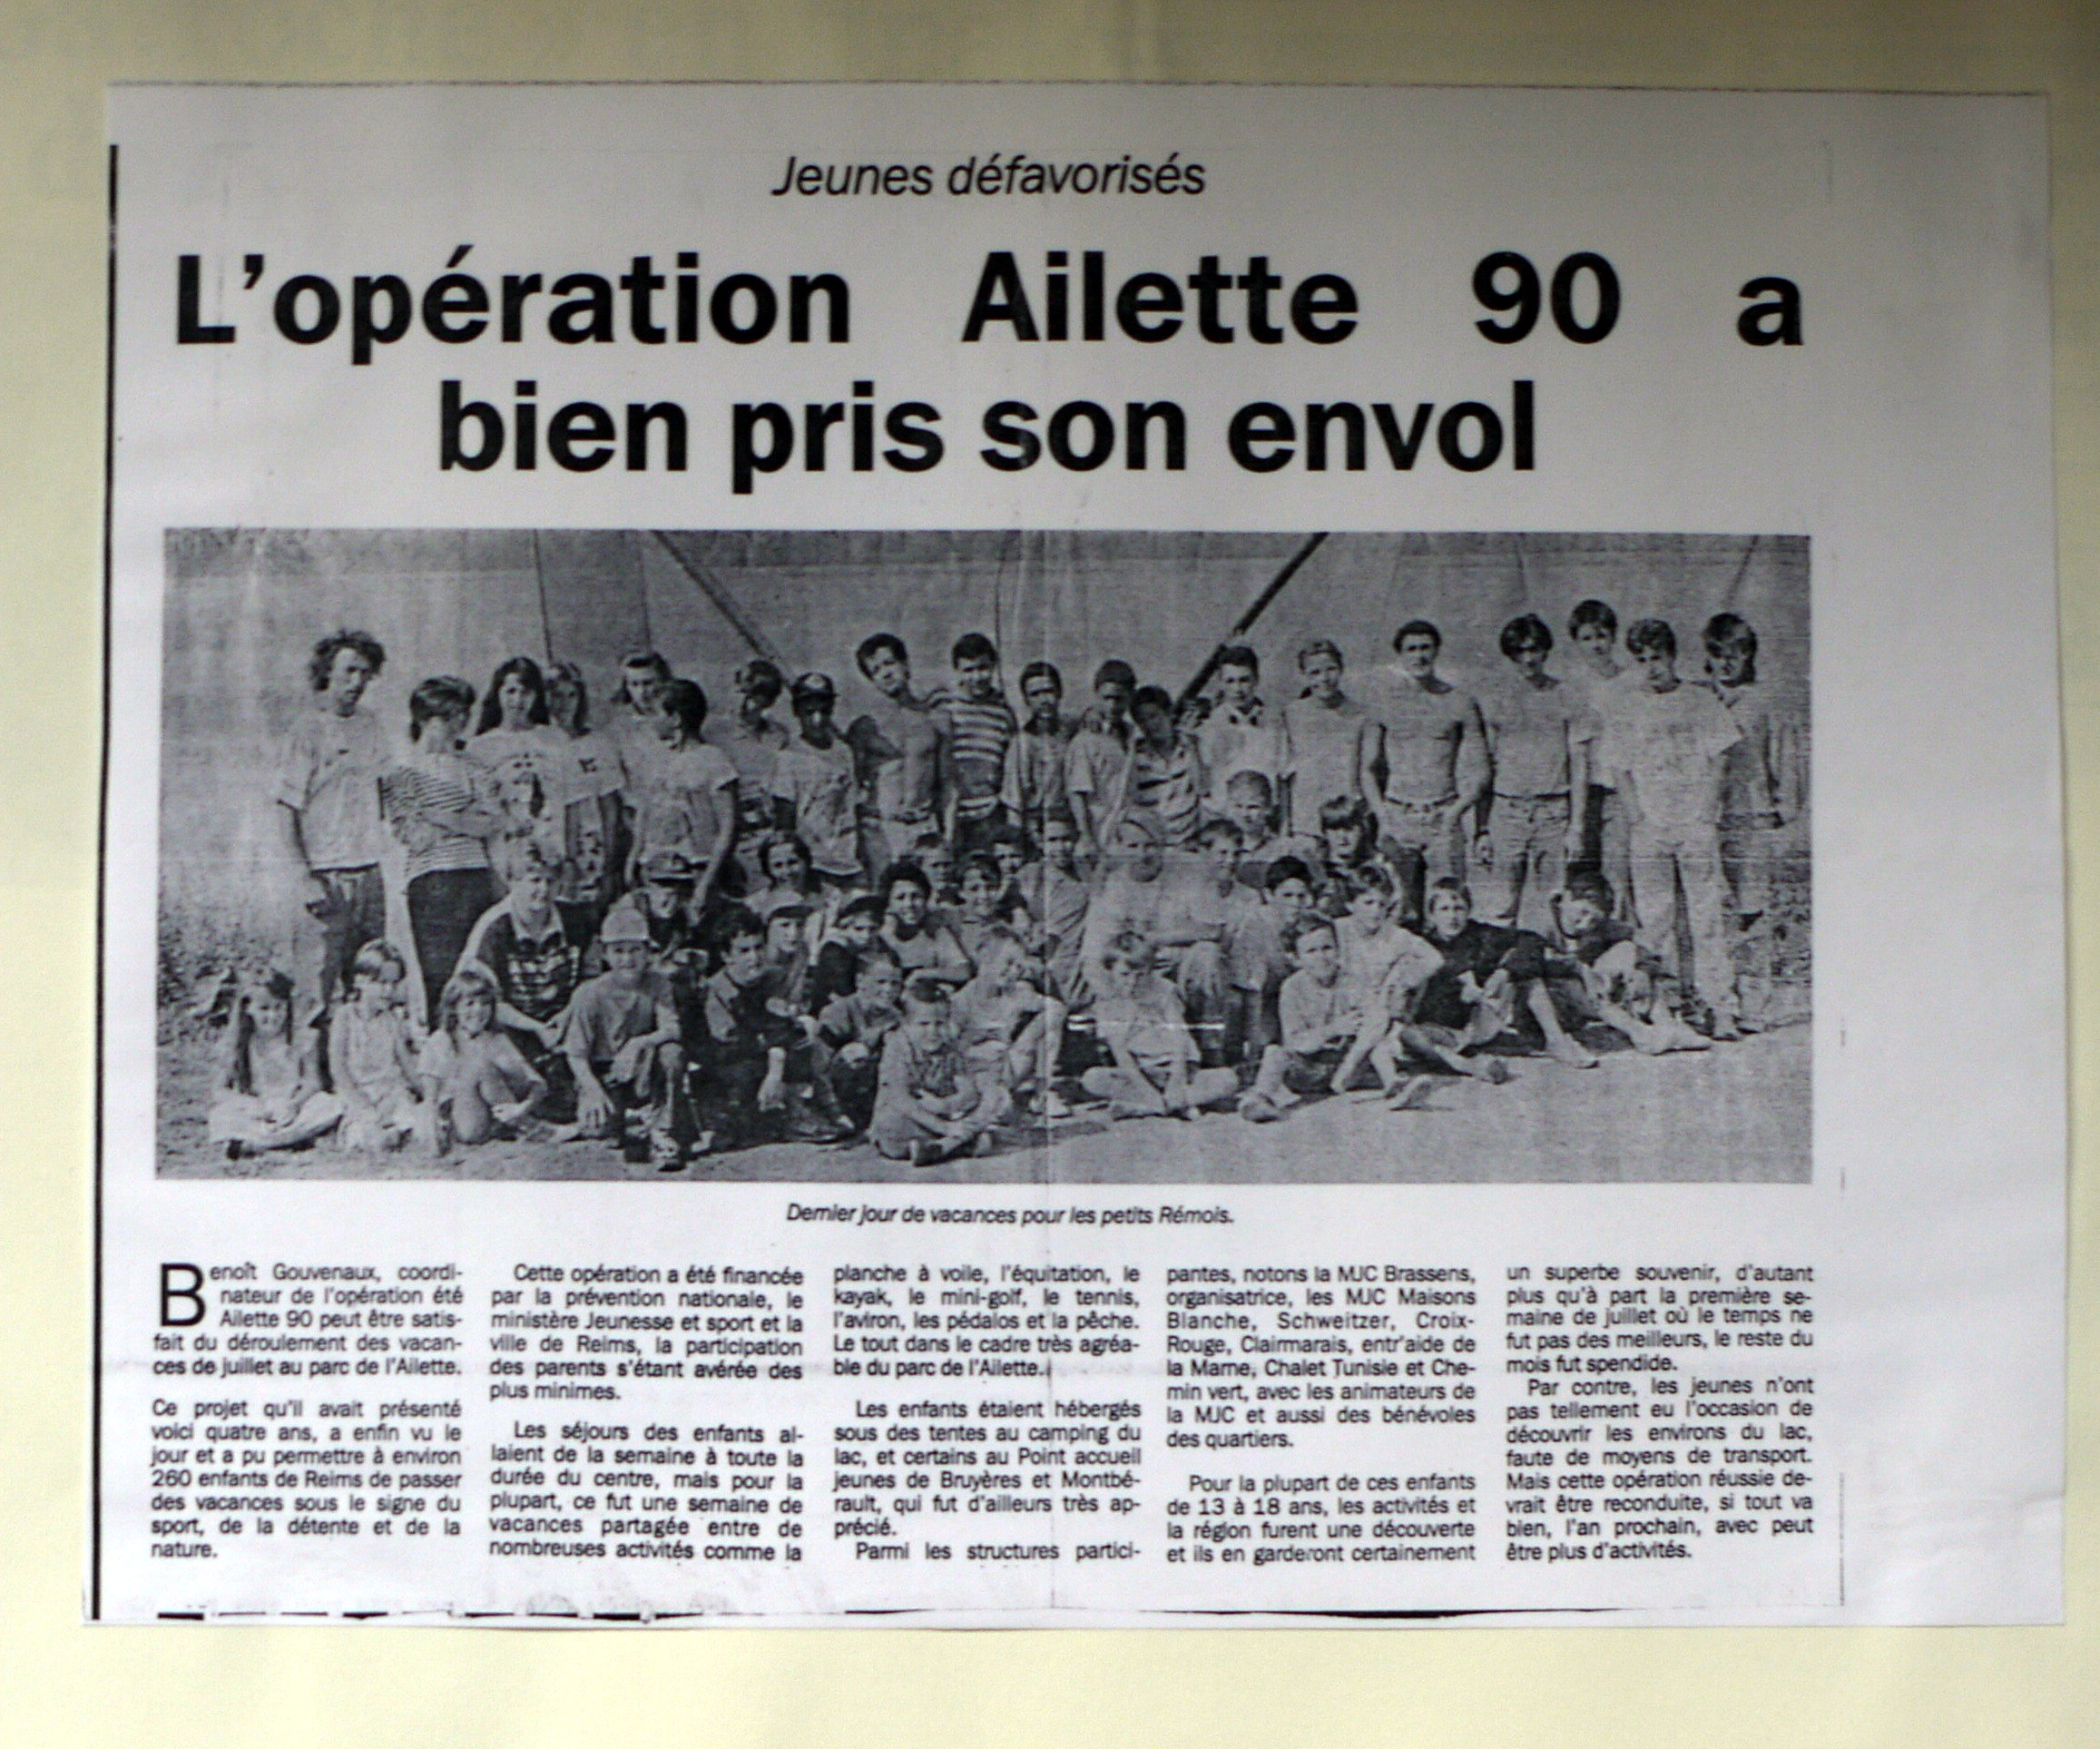 Jeunes défavorisés
L'opération Ailette 90 a
bien pris son envol
Dernier jour de vacances pour les petits Rémois.
Benoît Gouvenaux, coordi-
nateur de l'opération été
Ailette 90 peut être satis-
fait du déroulement des vacan-
ces de juillet au parc de l'Ailette.
Ce projet qu'il avait présenté
voici quatre ans, a enfin vu le
jour et a pu permettre à environ
260 enfants de Reims de passer
des vacances sous le signe du
sport, de la détente et de la
nature.
Cette opération a été financée
par la prévention nationale, le
ministère Jeunesse et sport et la
ville de Reims, la participation
des parents s'étant avérée des
plus minimes.
Les séjours des enfants al-
laient de la semaine à toute la
durée du centre, mais pour la
plupart, ce fut une semaine de
vacances partagée entre de
nombreuses activités comme la
planche à voile, l'équitation, le
kayak, le mini-golf, le tennis,
l'aviron, les pédalos et la pêche.
Le tout dans le cadre très agréa-
ble du parc de l'Ailette.
Les enfants étaient hébergés
sous des tentes au camping du
lac, et certains au Point accueil
jeunes de Bruyères et Montbé-
rault, qui fut d'ailleurs très ap-
précié.
Parmi les structures partici-
pantes, notons la MJC Brassens,
organisatrice, les MJC Maisons
Blanche, Schweitzer, Croix-
Rouge, Clairmarais, entr'aide de
la Marne, Chalet Tunisie et Che-
min vert, avec les animateurs de
la MJC et aussi des bénévoles
des quartiers.
Pour la plupart de ces enfants
de 13 à 18 ans, les activités et
la région furent une découverte
et ils en garderont certainement
un superbe souvenir, d'autant
plus qu'à part la première se-
maine de juillet où le temps ne
fut pas des meilleurs, le reste du
mois fut spendide.
Par contre, les jeunes n'ont
pas tellement eu l'occasion de
découvrir les environs du lac,
faute de moyens de transport.
Mais cette opération réussie de-
vrait être reconduite, si tout va
bien, l'an prochain, avec peut
être plus d'activités.